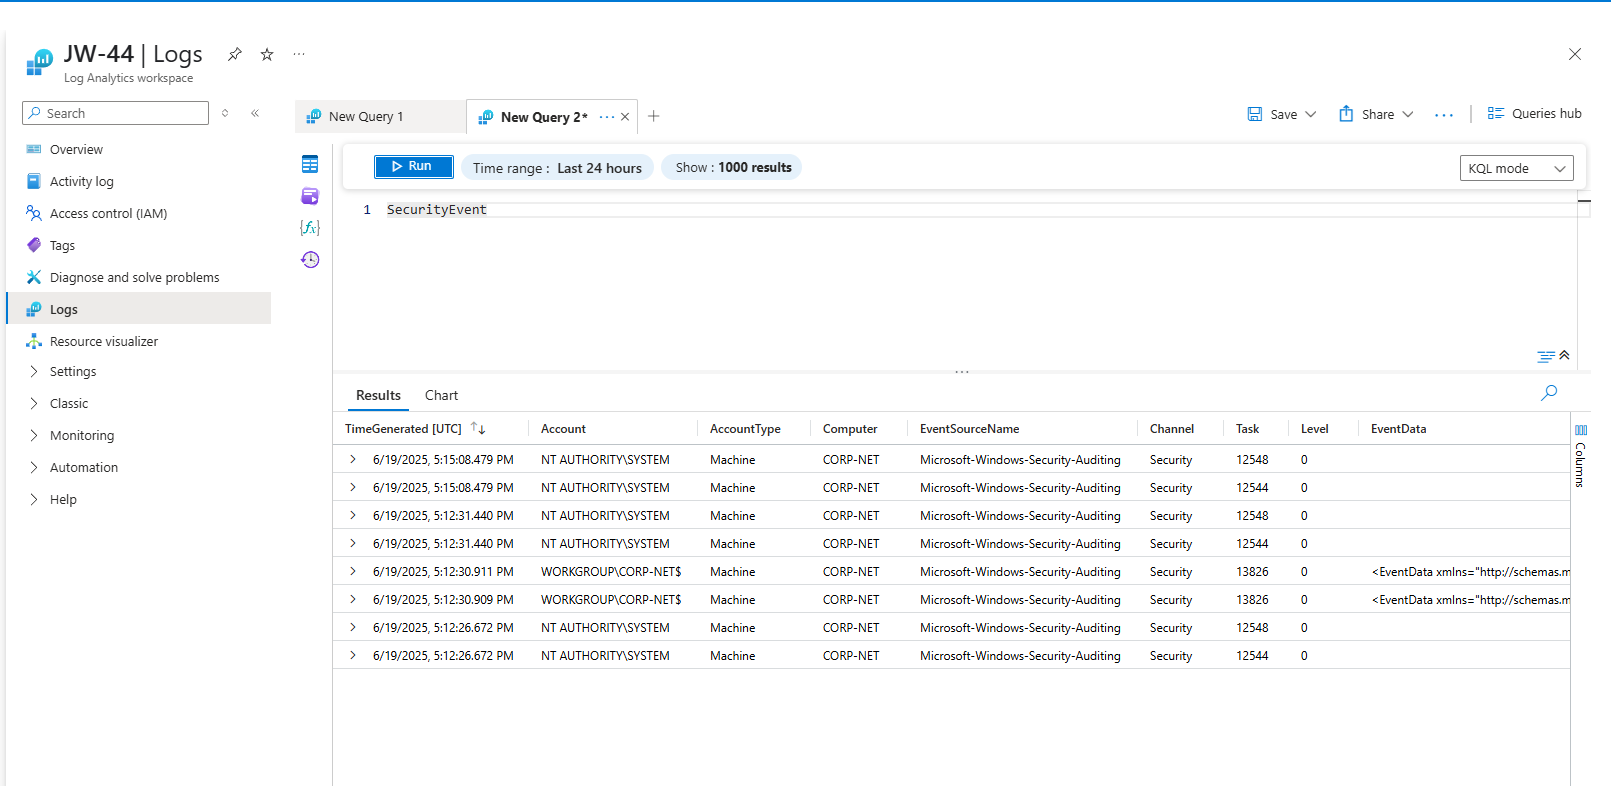 JW-44 | Logs
Log Analytics workspace
Search
Overview
Activity log
Access control (IAM)
Tags
Diagnose and solve problems
Logs
Resource visualizer
Settings
Classic
Monitoring
Automation
Help
New Query 1
New Query 2*
Save
Share
Queries hub
Run
Time range : Last 24 hours
Show : 1000 results
KQL mode
1 SecurityEvent
Results Chart
TimeGenerated [UTC] Account AccountType Computer EventSourceName Channel Task Level EventData
6/19/2025, 5:15:08.479 PM NT AUTHORITY\SYSTEM Machine CORP-NET Microsoft-Windows-Security-Auditing Security 12548 0
6/19/2025, 5:15:08.479 PM NT AUTHORITY\SYSTEM Machine CORP-NET Microsoft-Windows-Security-Auditing Security 12544 0
6/19/2025, 5:12:31.440 PM NT AUTHORITY\SYSTEM Machine CORP-NET Microsoft-Windows-Security-Auditing Security 12548 0
6/19/2025, 5:12:31.440 PM NT AUTHORITY\SYSTEM Machine CORP-NET Microsoft-Windows-Security-Auditing Security 12544 0
6/19/2025, 5:12:30.911 PM WORKGROUP\CORP-NET$ Machine CORP-NET Microsoft-Windows-Security-Auditing Security 13826 0 <EventData xmlns="http://schemas.m
6/19/2025, 5:12:30.909 PM WORKGROUP\CORP-NET$ Machine CORP-NET Microsoft-Windows-Security-Auditing Security 13826 0 <EventData xmlns="http://schemas.m
6/19/2025, 5:12:26.672 PM NT AUTHORITY\SYSTEM Machine CORP-NET Microsoft-Windows-Security-Auditing Security 12548 0
6/19/2025, 5:12:26.672 PM NT AUTHORITY\SYSTEM Machine CORP-NET Microsoft-Windows-Security-Auditing Security 12544 0
Columns